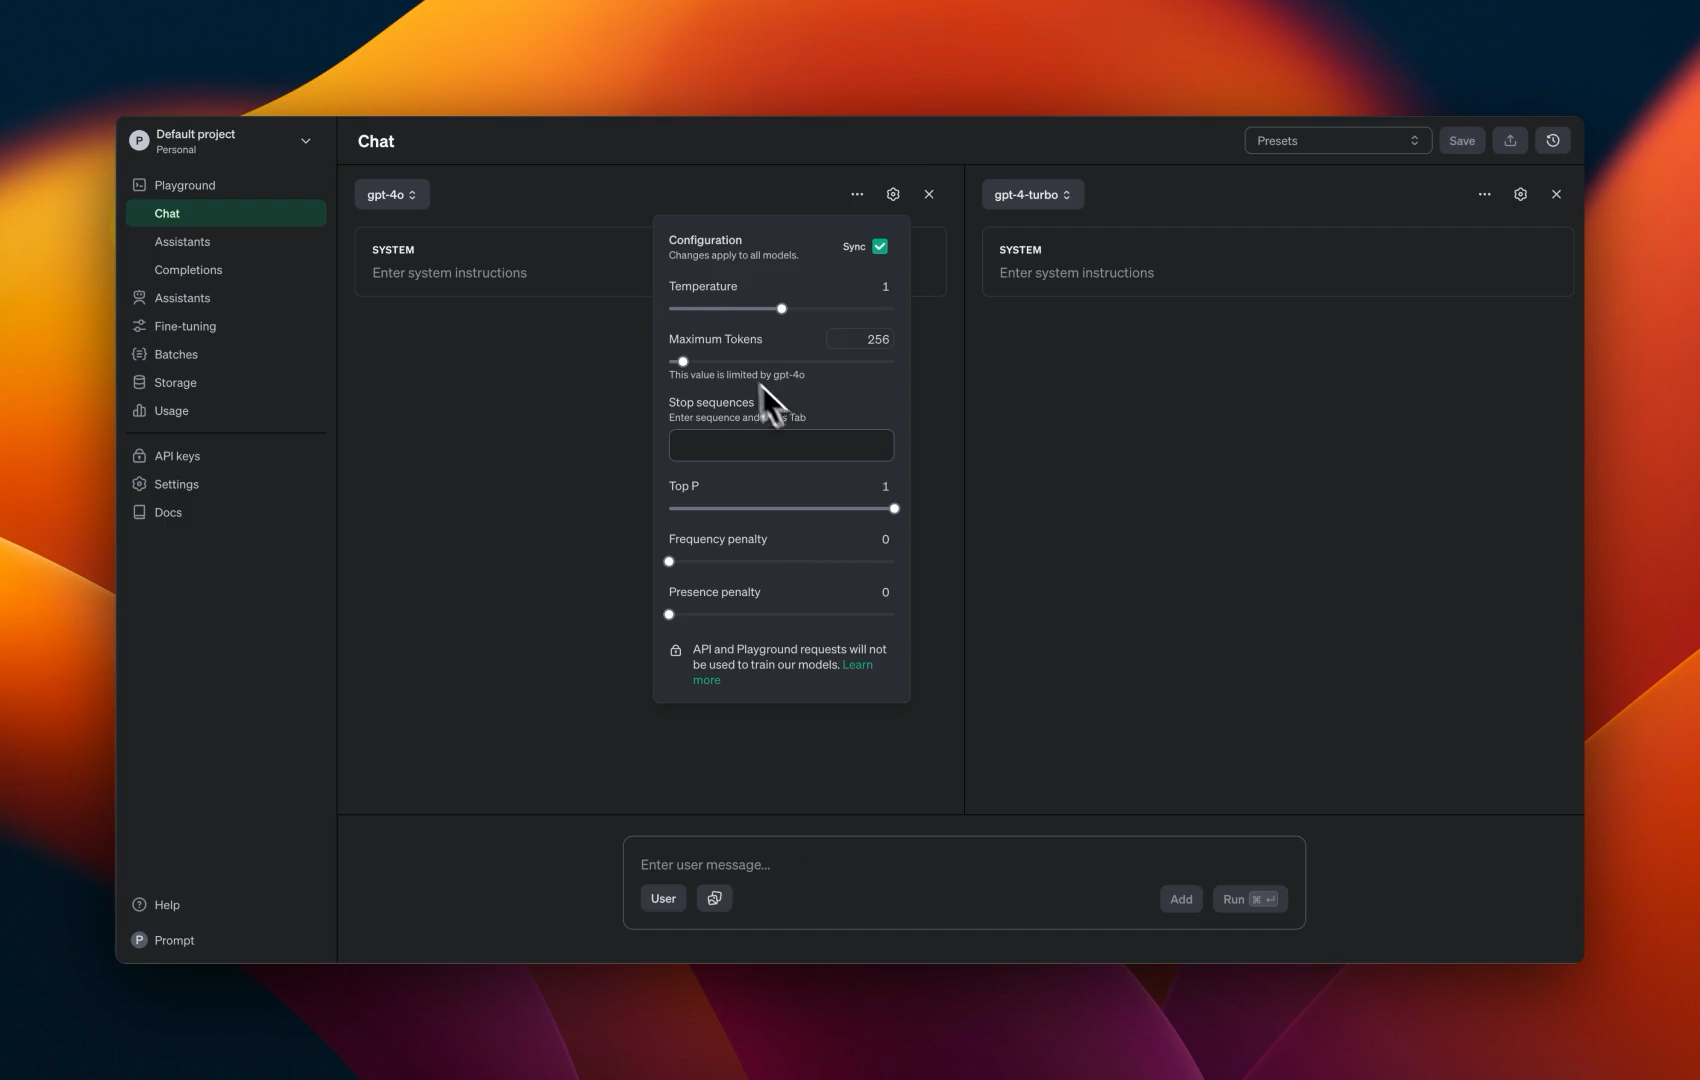 P
Default project
Personal
Playground
Chat
Assistants
Completions
Assistants
Fine-tuning
Batches
Storage
Usage
API keys
Settings
Docs
Help
P
Prompt
Chat
Presets
Save
gpt-4o
SYSTEM
Enter system instructions
Configuration
Changes apply to all models.
Sync
Temperature
1
Maximum Tokens
256
This value is limited by gpt-4o
Stop sequences
Enter sequence and Tab
Top P
1
Frequency penalty
0
Presence penalty
0
API and Playground requests will not
be used to train our models. Learn
more
gpt-4-turbo
SYSTEM
Enter system instructions
Enter user message...
User
Add
Run ⌘ ↵